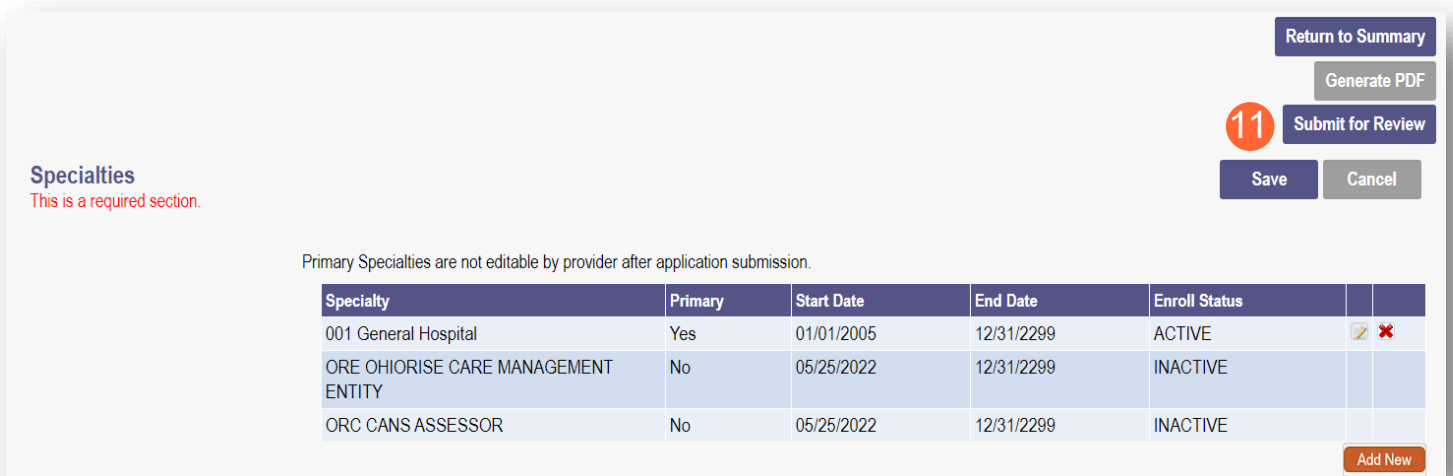 Return to Summary
Generate PDF
11 Submit for Review
Save Cancel
Specialties
This is a required section.
Primary Specialties are not editable by provider after application submission.
Specialty Primary Start Date End Date Enroll Status
001 General Hospital Yes 01/01/2005 12/31/2299 ACTIVE
ORE OHIORISE CARE MANAGEMENT No 05/25/2022 12/31/2299 INACTIVE
ENTITY
ORC CANS ASSESSOR No 05/25/2022 12/31/2299 INACTIVE
Add New